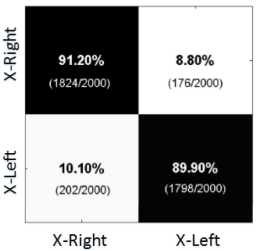 X-Right
91.20%
(1824/2000)
8.80%
(176/2000)
X-Left
10.10%
(202/2000)
89.90%
(1798/2000)
X-Right
X-Left